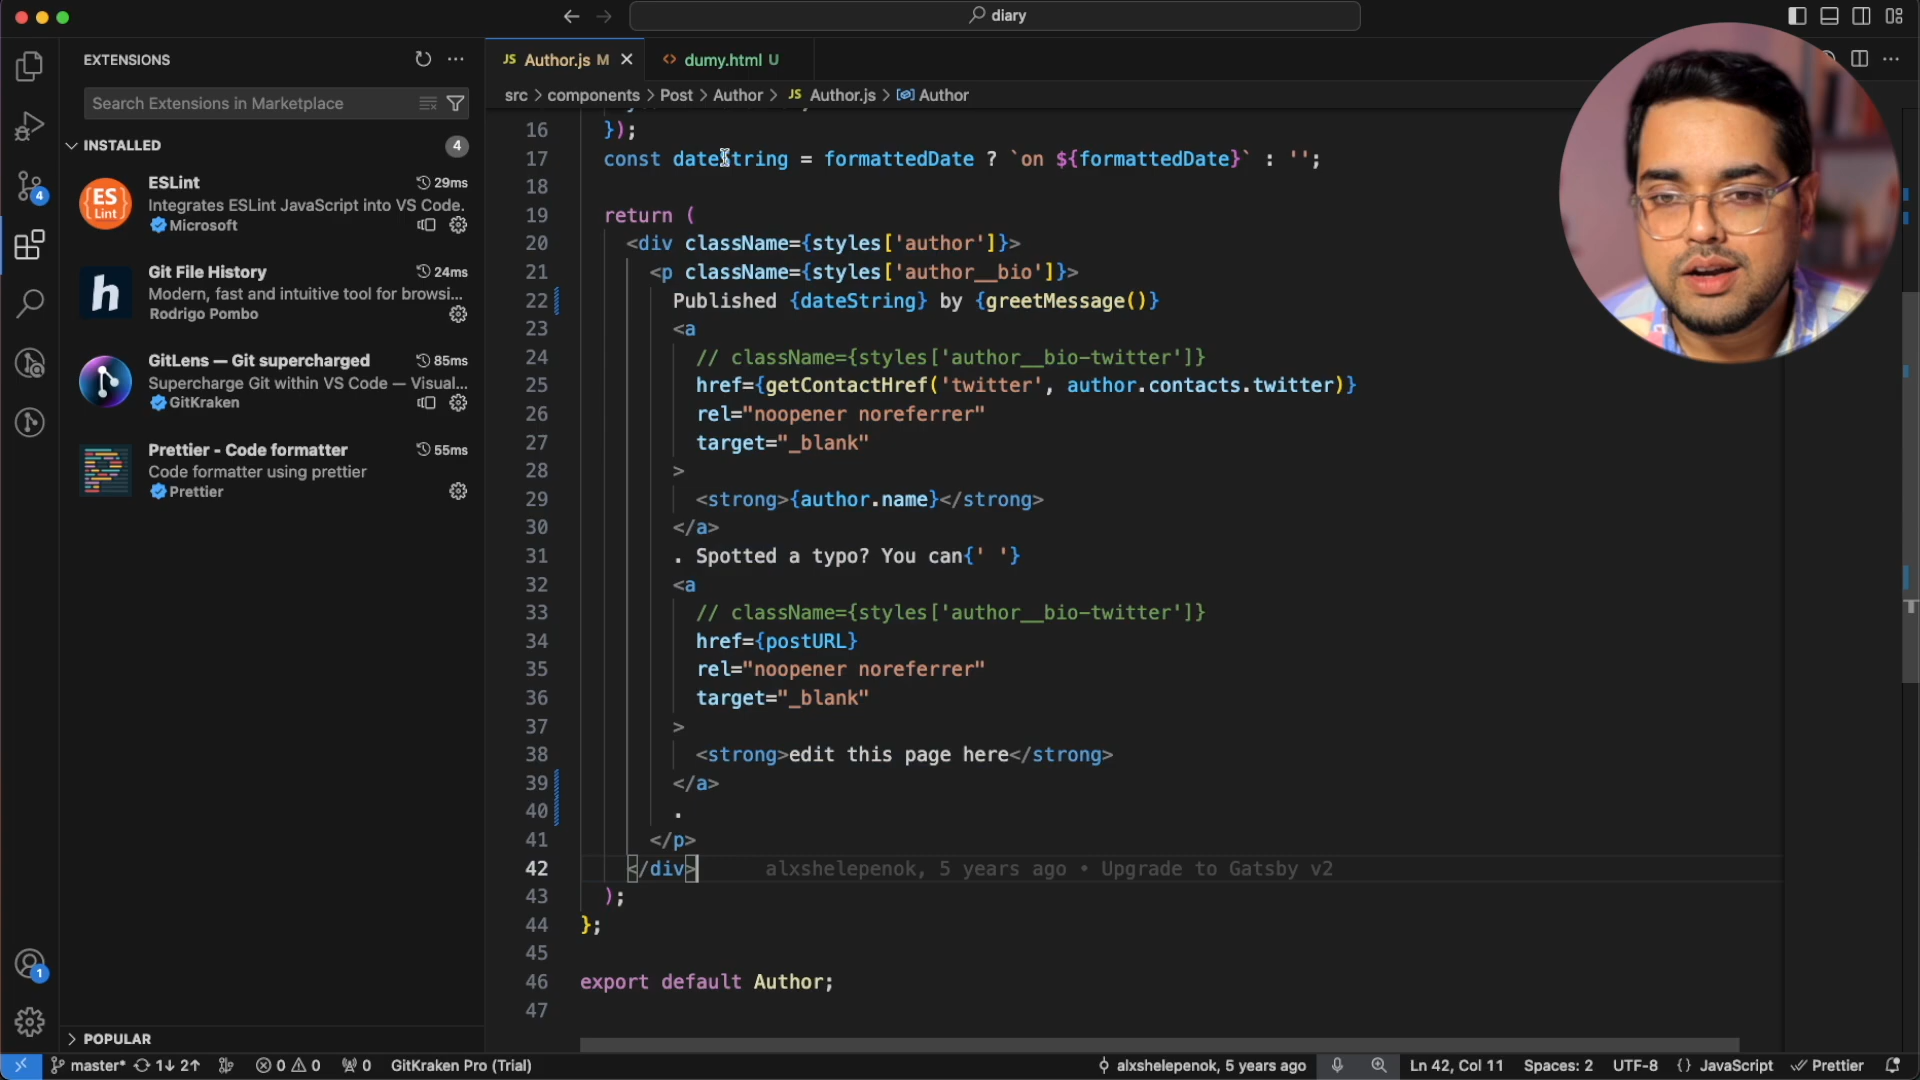 diary
EXTENSIONS
Search Extensions in Marketplace
INSTALLED 4
ES Lint
ESLint 29ms
Integrates ESLint JavaScript into VS Code.
Microsoft
h
Git File History 24ms
Modern, fast and intuitive tool for browsi...
Rodrigo Pombo
GitLens — Git supercharged 85ms
Supercharge Git within VS Code — Visual...
GitKraken
Prettier - Code formatter 55ms
Code formatter using prettier
Prettier
4
1
POPULAR
JS Author.js M
<> dumy.html U
src > components > Post > Author > JS Author.js > Author
16 });
17 const dateString = formattedDate ? `on ${formattedDate}` : '';
18
19 return (
20 <div className={styles['author']}>
21 <p className={styles['author__bio']}>
22 Published {dateString} by {greetMessage()}
23 <a
24 // className={styles['author__bio-twitter']}
25 href={getContactHref('twitter', author.contacts.twitter)}
26 rel="noopener noreferrer"
27 target="_blank"
28 >
29 <strong>{author.name}</strong>
30 </a>
31 . Spotted a typo? You can{' '}
32 <a
33 // className={styles['author__bio-twitter']}
34 href={postURL}
35 rel="noopener noreferrer"
36 target="_blank"
37 >
38 <strong>edit this page here</strong>
39 </a>
40 .
41 </p>
42 </div> alxshelepenok, 5 years ago • Upgrade to Gatsby v2
43 );
44 };
45
46 export default Author;
47
master* 1↓ 2↑ 0 0 0 GitKraken Pro (Trial) alxshelepenok, 5 years ago Ln 42, Col 11 Spaces: 2 UTF-8 {} JavaScript Prettier